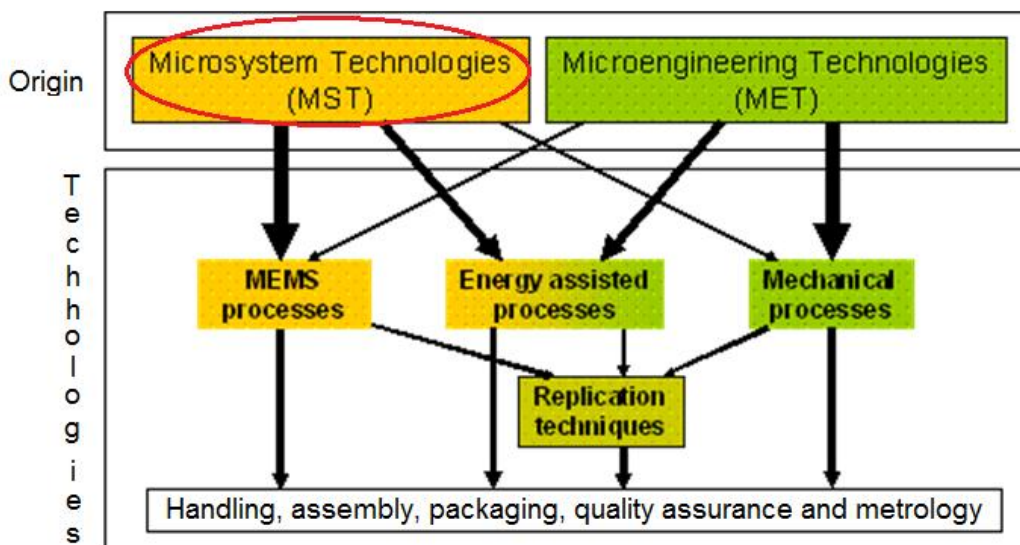 Origin
Microsystem Technologies
(MST)
Microengineering Technologies
(MET)
Technologies
MEMS
processes
Energy assisted
processes
Mechanical
processes
Replication
techniques
Handling, assembly, packaging, quality assurance and metrology